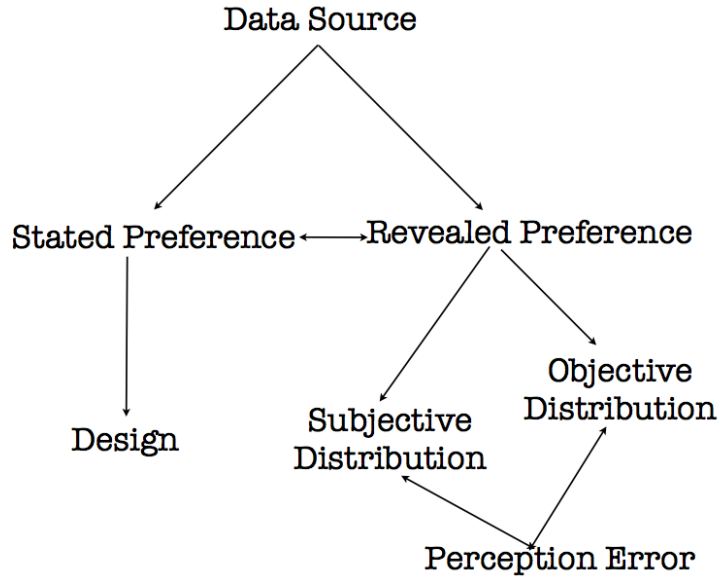 Data Source
Stated Preference
Revealed Preference
Objective
Distribution
Subjective
Distribution
Design
Perception Error